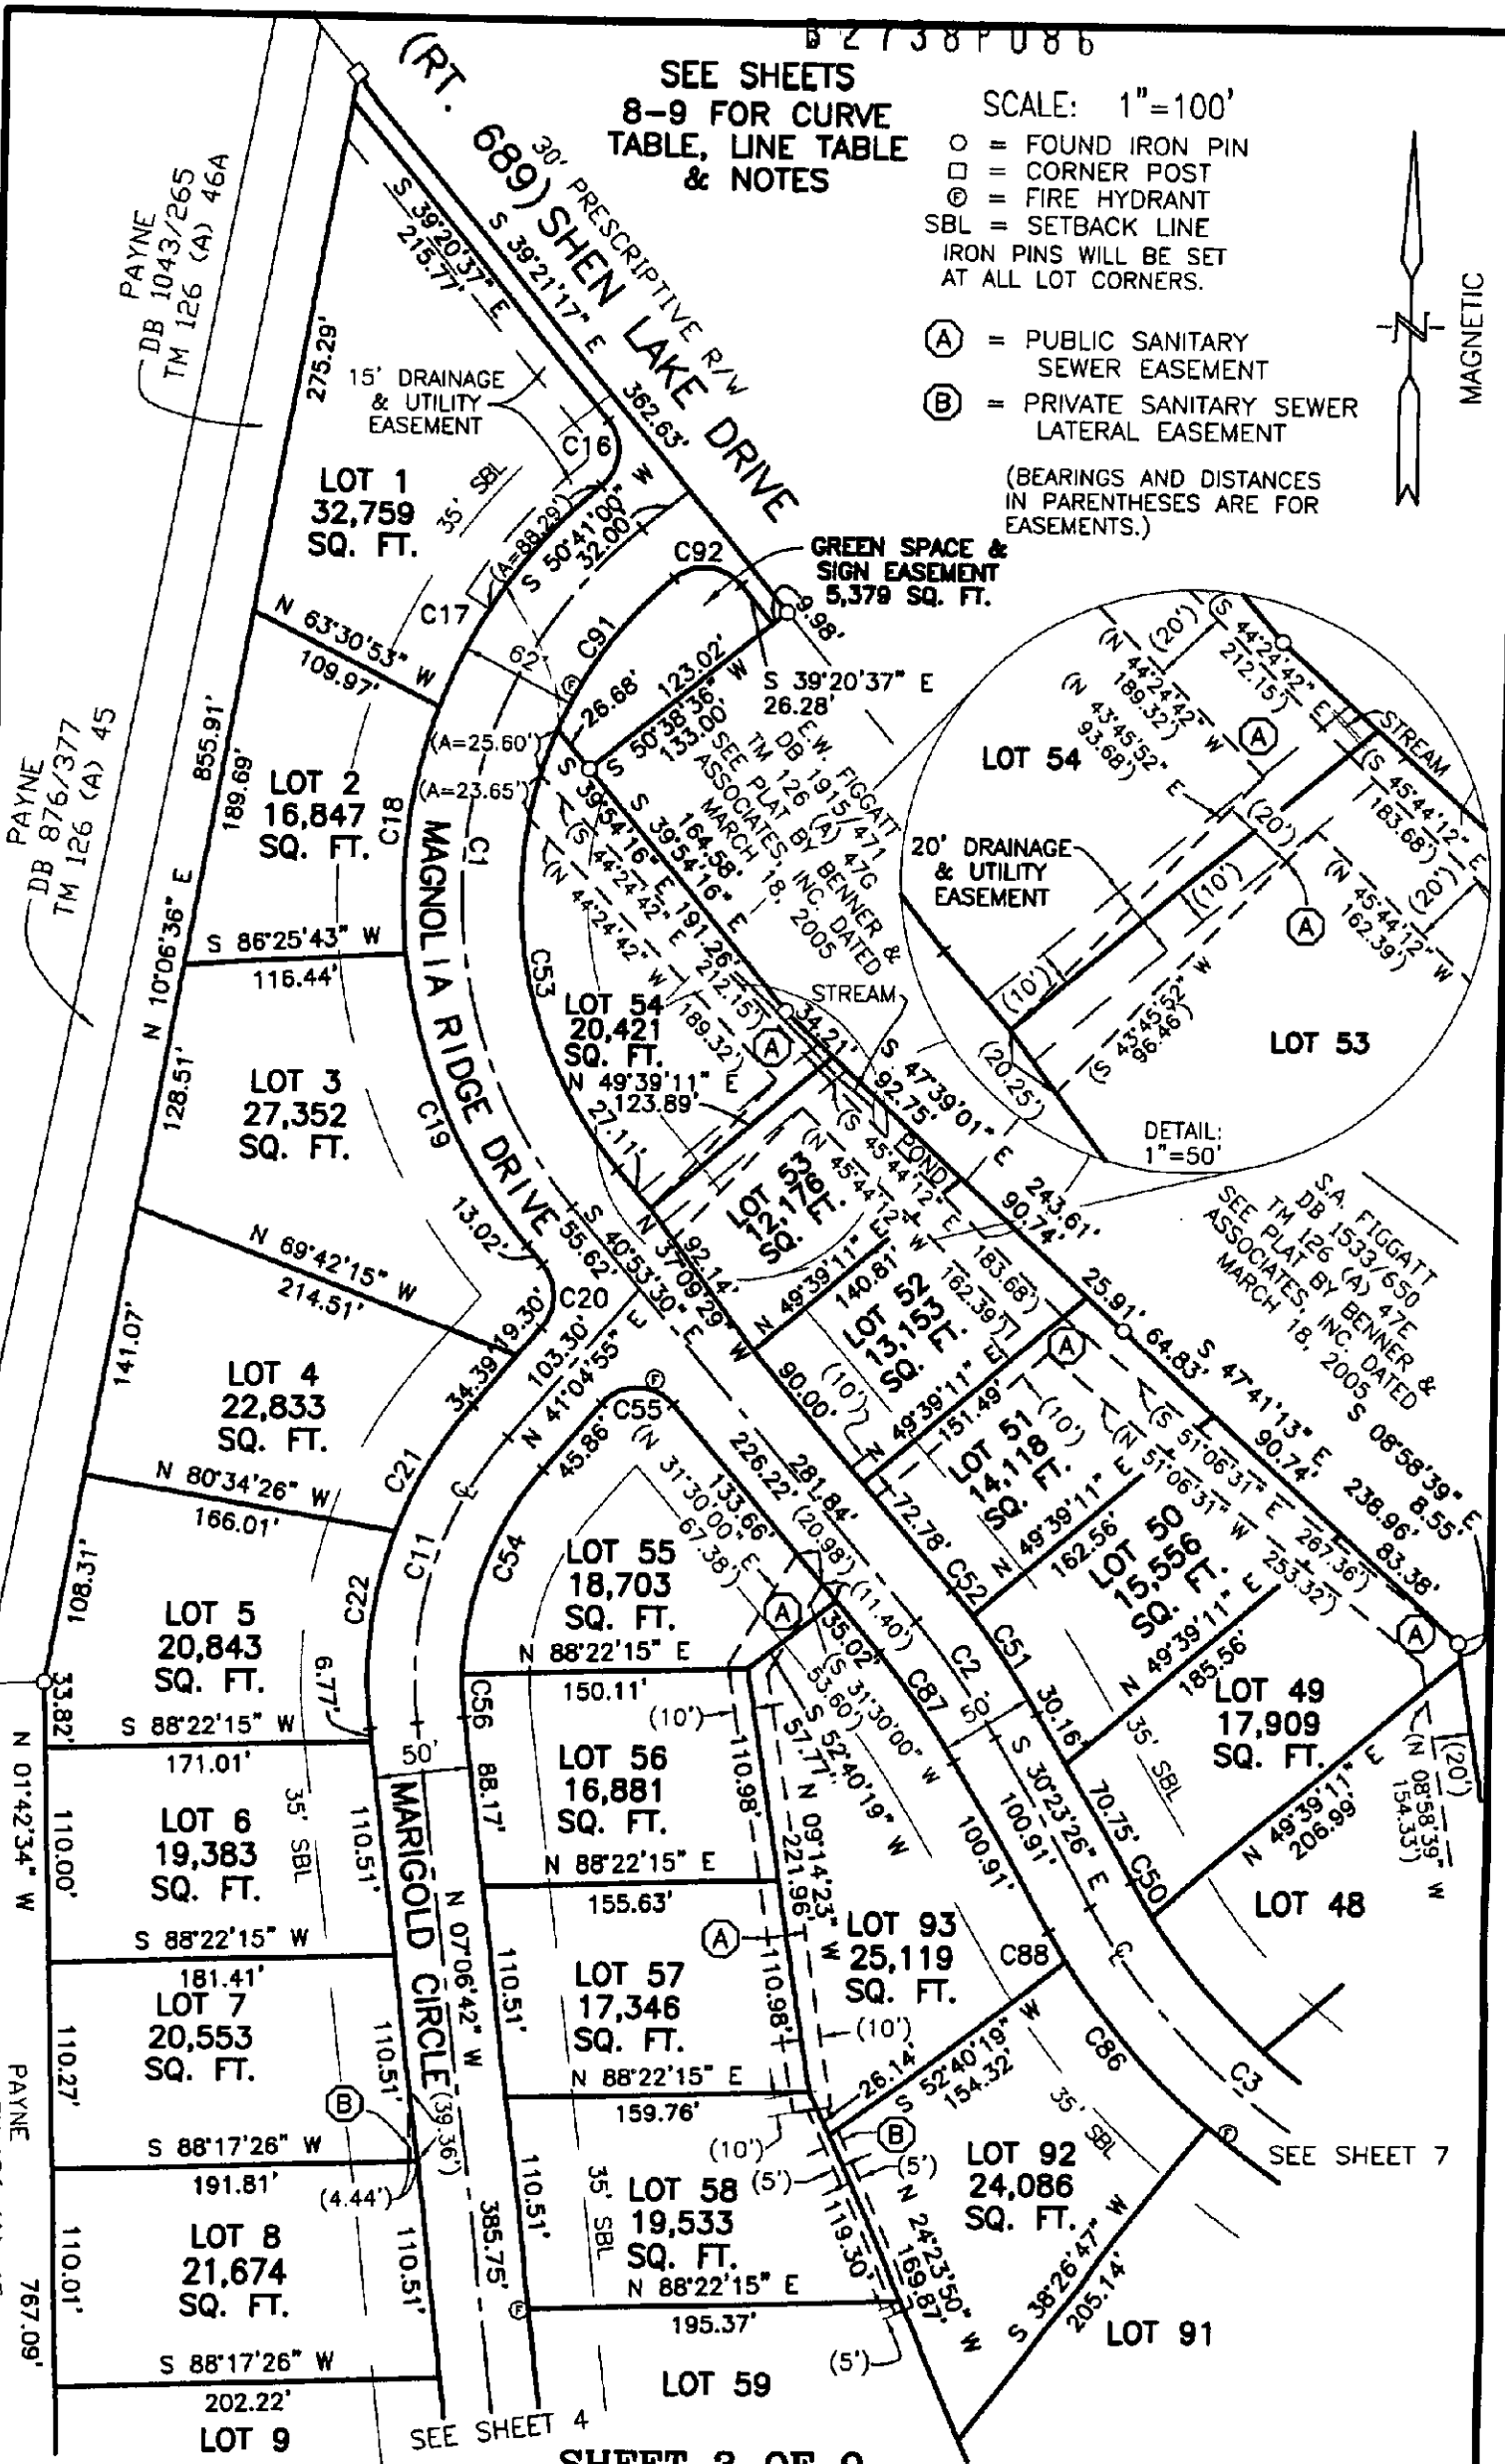 B2738PU86
SEE SHEETS
8-9 FOR CURVE
TABLE, LINE TABLE
& NOTES
SCALE: 1"=100'
O = FOUND IRON PIN
□ = CORNER POST
Ⓕ = FIRE HYDRANT
SBL = SETBACK LINE
IRON PINS WILL BE SET
AT ALL LOT CORNERS.
Ⓐ = PUBLIC SANITARY
SEWER EASEMENT
Ⓑ = PRIVATE SANITARY SEWER
LATERAL EASEMENT
(BEARINGS AND DISTANCES
IN PARENTHESES ARE FOR
EASEMENTS.)
N
MAGNETIC
(RT. 689) SHEN LAKE DRIVE
30' PRESCRIPTIVE R/W
S 39°20'37" E
215.77'
S 39°21'17" E 362.63'
PAYNE
DB 1043/265
TM 126 (A) 46A
275.29'
15' DRAINAGE
& UTILITY
EASEMENT
C16
LOT 1
32,759
SQ. FT.
35' SBL
(A=88.29')
S 50°41'00" W
32.00'
C92
GREEN SPACE &
SIGN EASEMENT
5,379 SQ. FT.
9.98'
C17
N 63°30'53" W
109.97'
62'
C91
Ⓕ
26.68'
123.02'
S 50°38'36" W
133.00'
S 39°20'37" E
26.28'
E.W. FIGGATT
DB 1915/471
TM 126 (A) 47G
SEE PLAT BY BENNER &
ASSOCIATES, INC. DATED
MARCH 18, 2005
PAYNE
DB 876/377
TM 126 (A) 45
855.91'
189.69'
N 10°06'36" E
LOT 2
16,847
SQ. FT.
(A=25.60')
(A=23.65')
C18
C1
MAGNOLIA RIDGE DRIVE
S 39°54'16" E 191.26'
164.58'
S 39°54'16" E
(S 44°24'42" E 212.15')
(N 44°24'42" W 189.32')
S 86°25'43" W
116.44'
C53
LOT 54
20,421
SQ. FT.
N 49°39'11" E
123.89'
27.11'
STREAM
34.21'
Ⓐ
S 47°39'01" E 243.61'
92.75'
POND
90.74'
25.91'
(S 45°44'12" E 183.68')
(N 45°44'12" W 162.39')
(S 44°24'42" E
212.15')
(20')
(N 44°24'42" W
189.32')
(N 43°45'52" E
93.68')
LOT 54
Ⓐ
STREAM
(S 45°44'12" E
183.68')
(20')
(20')
(N 45°44'12" W
162.39')
20' DRAINAGE
& UTILITY
EASEMENT
(10')
Ⓐ
(10')
(S 43°45'52" W
96.46')
(20.25')
LOT 53
DETAIL:
1"=50'
128.51'
LOT 3
27,352
SQ. FT.
C19
13.02'
S 40°53'30" E
55.62'
N 37°09'29" W
92.14'
LOT 53
12,176
SQ. FT.
N 49°39'11" E
140.81'
LOT 52
13,153
SQ. FT.
90.00'
(10')
N 49°39'11" E
151.49'
Ⓐ
(10')
S.A. FIGGATT
DB 1533/650
TM 126 (A) 47E
SEE PLAT BY BENNER &
ASSOCIATES, INC. DATED
MARCH 18, 2005
64.83'
S 47°41'13" E 238.96'
90.74'
83.38'
S 08°58'39" E
8.55'
(S 51°06'31" E 267.36')
(N 51°06'31" W 253.32')
N 69°42'15" W
214.51'
C20
19.30'
34.39'
103.30'
N 41°04'55" E
141.07'
LOT 4
22,833
SQ. FT.
C21
C55
Ⓕ
45.86'
133.66'
(N 31°30'00" E
67.38')
226.22'
281.84'
(20.98')
(11.40')
LOT 51
14,118
SQ. FT.
72.78'
N 49°39'11" E
162.56'
C52
LOT 50
15,556
SQ. FT.
C51
N 49°39'11" E
185.56'
30.16'
N 80°34'26" W
166.01'
C11
C54
C22
108.31'
LOT 5
20,843
SQ. FT.
6.77'
33.82'
S 88°22'15" W
171.01'
LOT 55
18,703
SQ. FT.
N 88°22'15" E
150.11'
Ⓐ
35.02'
(S 31°30'00" W
53.60')
S 52°40'19" W
57.77'
C56
C87
C2
50'
LOT 49
17,909
SQ. FT.
Ⓐ
35' SBL
(20')
(N 08°58'39" W
154.33')
N 49°39'11" E
206.99'
70.75'
C50
S 30°23'26" E
100.91'
100.91'
LOT 48
50'
MARIGOLD CIRCLE
N 01°42'34" W
110.00'
LOT 6
19,383
SQ. FT.
35' SBL
110.51'
88.17'
(10')
110.98'
LOT 56
16,881
SQ. FT.
N 88°22'15" E
155.63'
N 09°14'23" W
221.96'
S 88°22'15" W
181.41'
N 07°06'42" W
385.75'
LOT 7
20,553
SQ. FT.
110.27'
110.51'
Ⓑ
(39.36')
(4.44')
110.51'
LOT 57
17,346
SQ. FT.
Ⓐ
110.98'
(10')
LOT 93
25,119
SQ. FT.
C88
N 88°22'15" E
159.76'
(10')
26.14'
S 52°40'19" W
154.32'
C86
C3
Ⓕ
SEE SHEET 7
PAYNE
S 88°17'26" W
191.81'
LOT 8
21,674
SQ. FT.
110.01'
767.09'
110.51'
110.51'
35' SBL
LOT 58
19,533
SQ. FT.
(5')
Ⓑ
(5')
N 24°23'50" W
169.87'
119.30'
LOT 92
24,086
SQ. FT.
35' SBL
S 38°26'47" W
205.14'
LOT 91
N 88°22'15" E
195.37'
Ⓕ
(5')
S 88°17'26" W
202.22'
LOT 9
SEE SHEET 4
LOT 59